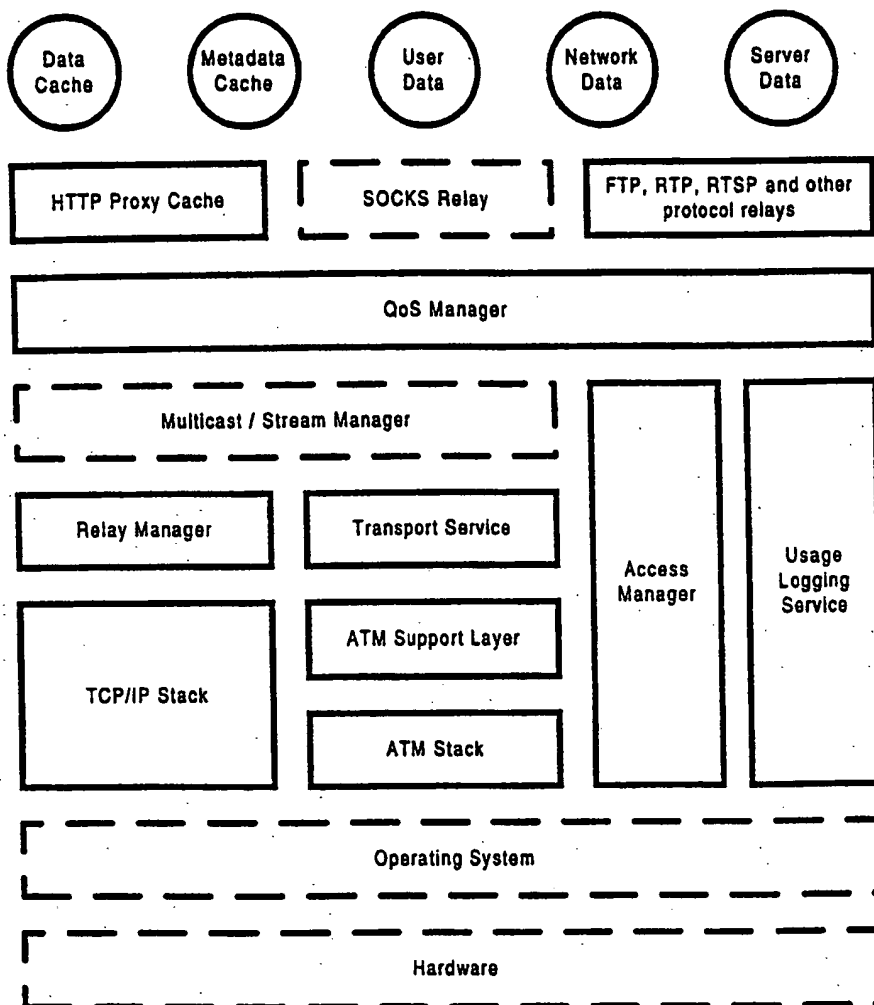 Data
Cache
Metadata
Cache
User
Data
Network
Data
Server
Data
HTTP Proxy Cache
SOCKS Relay
FTP, RTP, RTSP and other
protocol relays
QoS Manager
Multicast / Stream Manager
Relay Manager
Transport Service
Access
Manager
Usage
Logging
Service
TCP/IP Stack
ATM Support Layer
ATM Stack
Operating System
Hardware